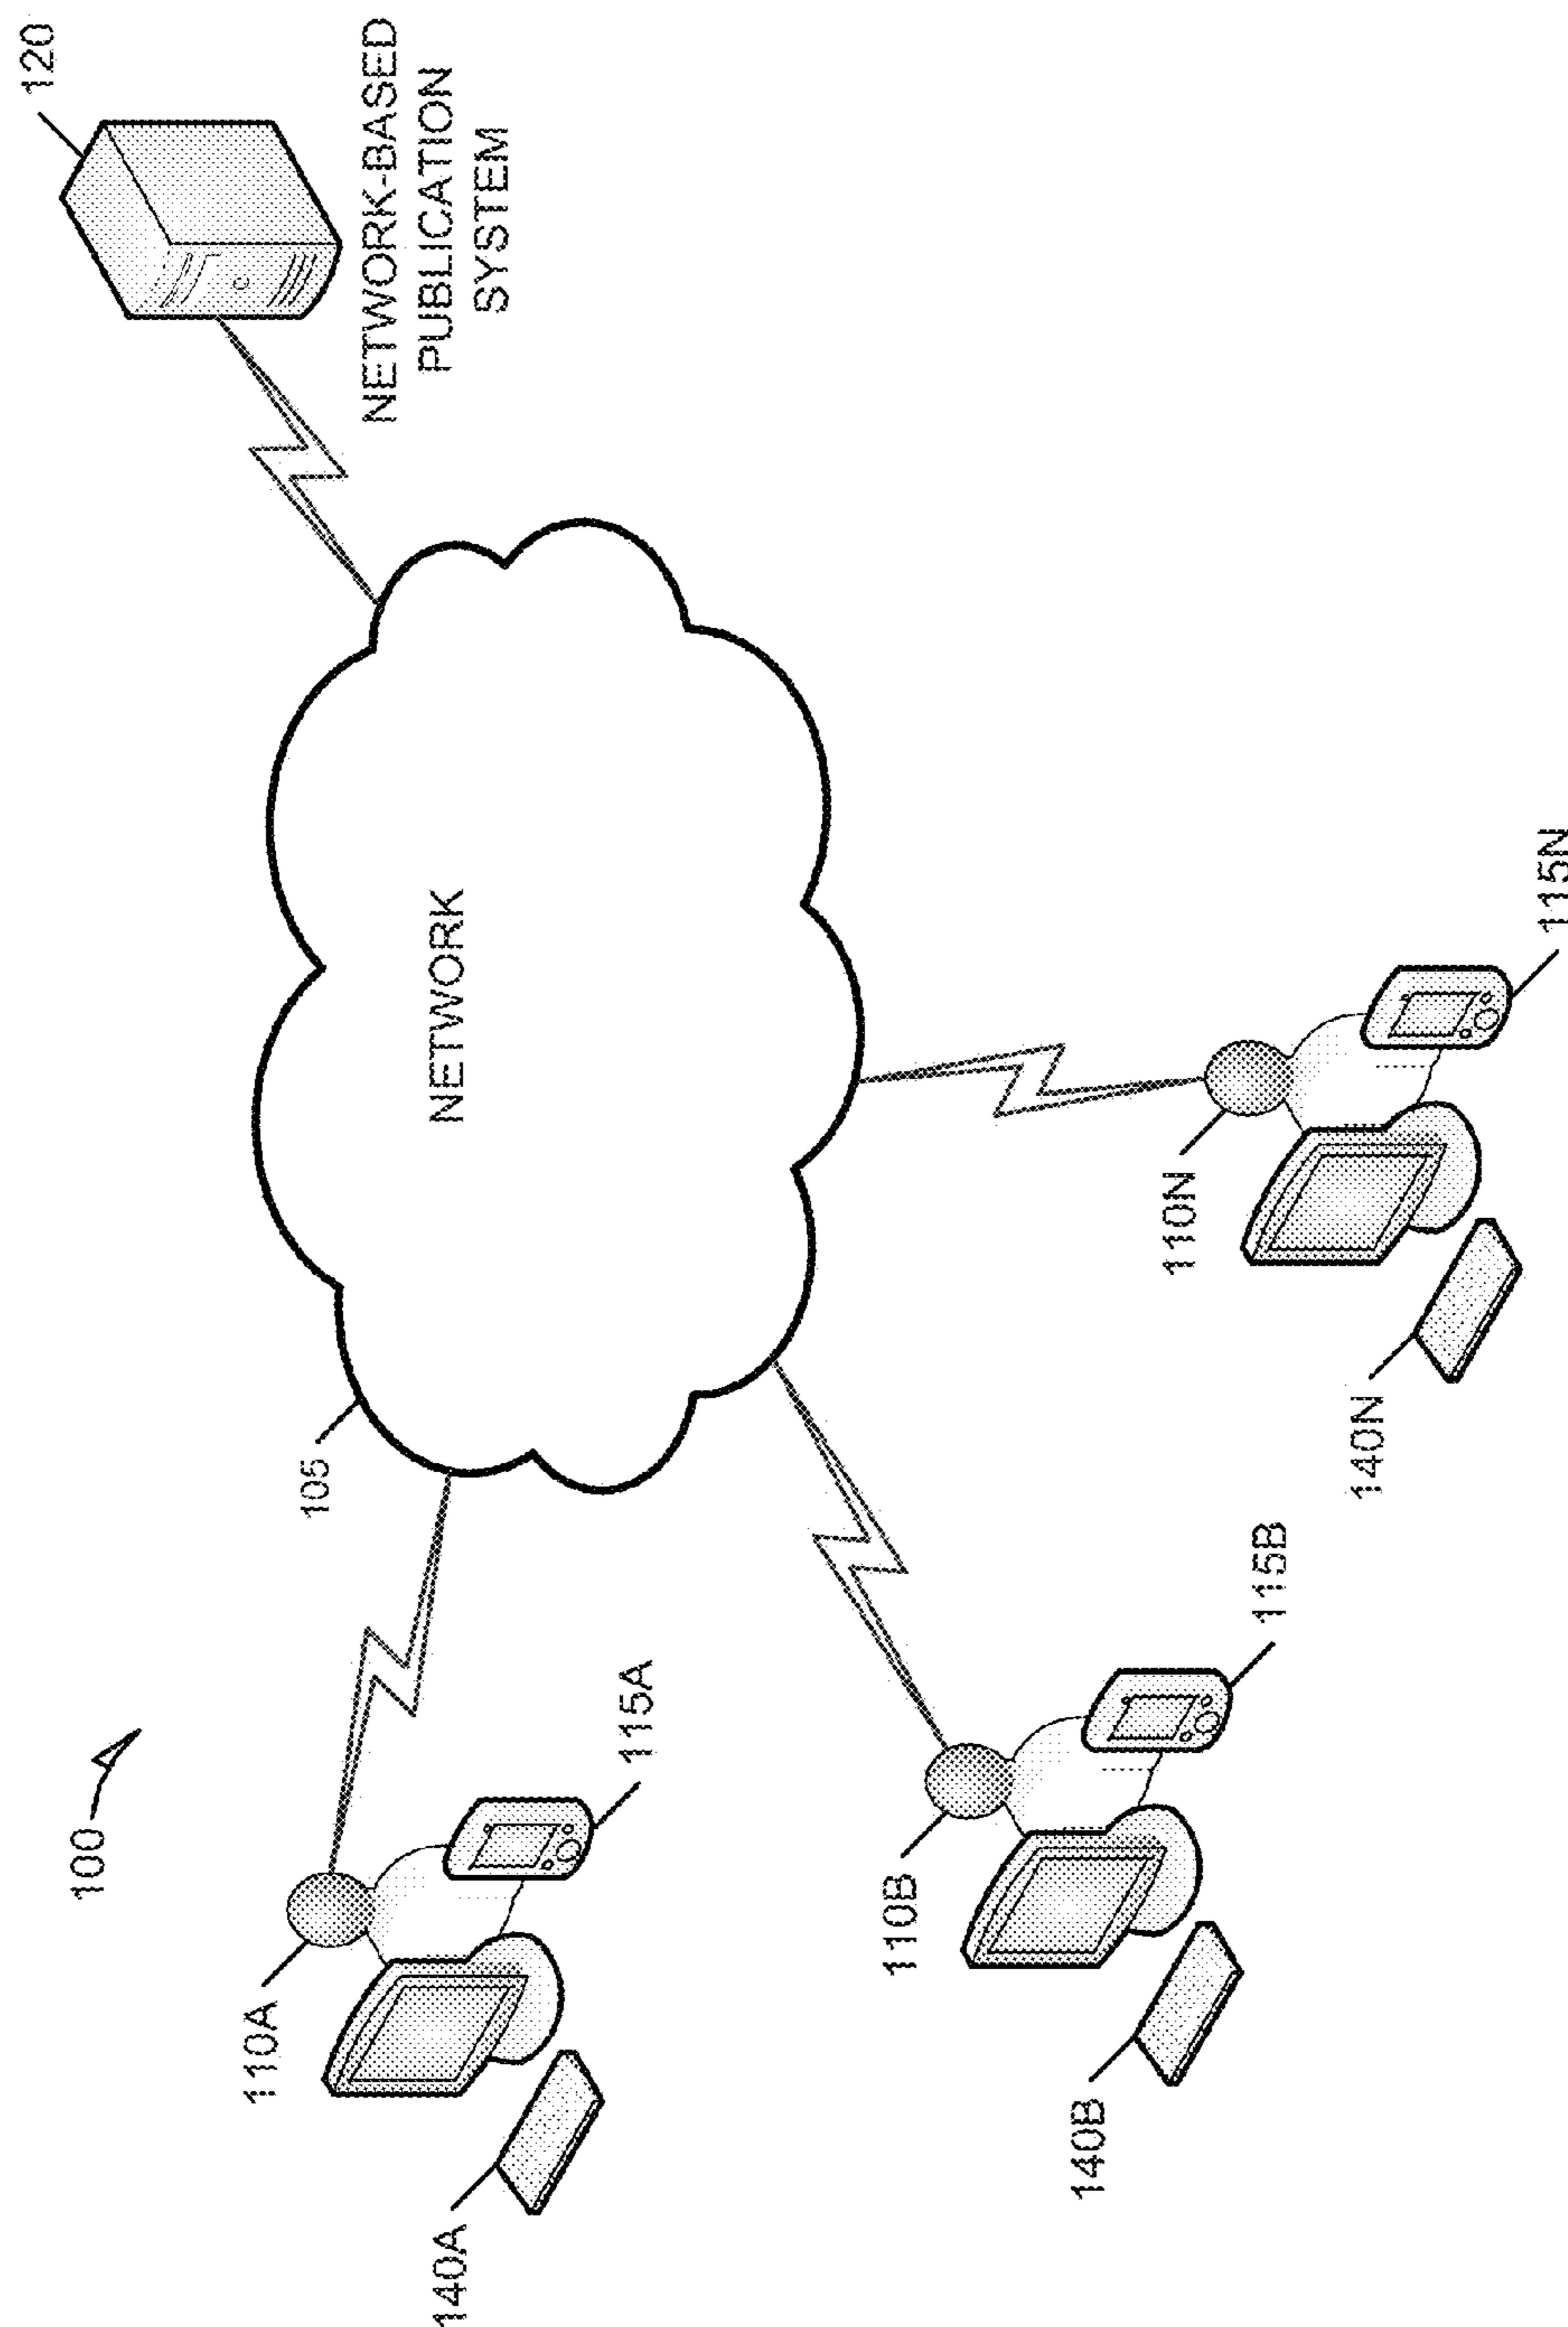 100
110A
115A
140A
105
NETWORK
120
NETWORK-BASED
PUBLICATION
SYSTEM
110B
115B
140B
110N
115N
140N